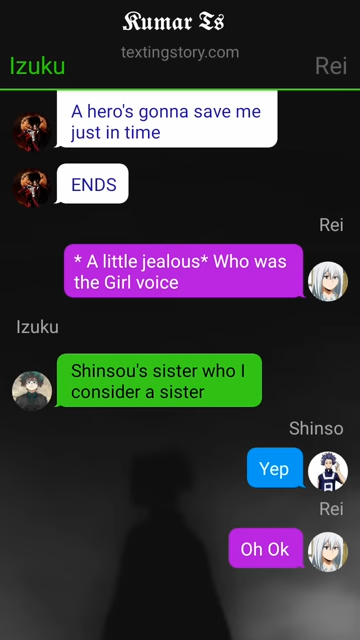 Kumar Ts
textingstory.com
Izuku
Rei
A hero's gonna save me
just in time
ENDS
Rei
* A little jealous* Who was
the Girl voice
Izuku
Shinsou's sister who I
consider a sister
Shinso
Yep
Rei
Oh Ok